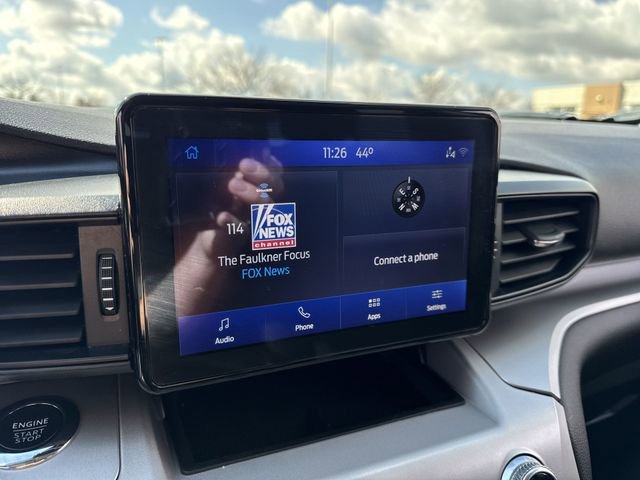 11:26 44°
SIRIUSXM
114
FOX
NEWS
channel
The Faulkner Focus
FOX News
Connect a phone
Audio
Phone
Apps
Settings
ENGINE
START
STOP